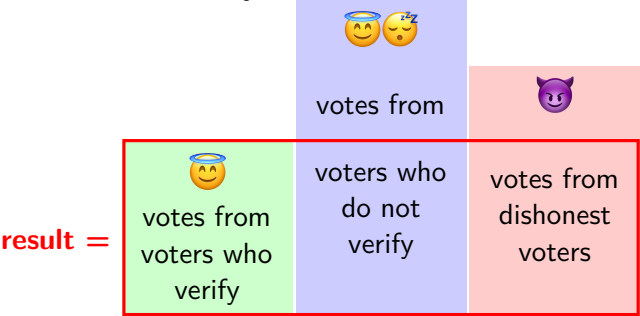 votes from
voters who
do not
verify
votes from
dishonest
voters
votes from
voters who
verify
result =